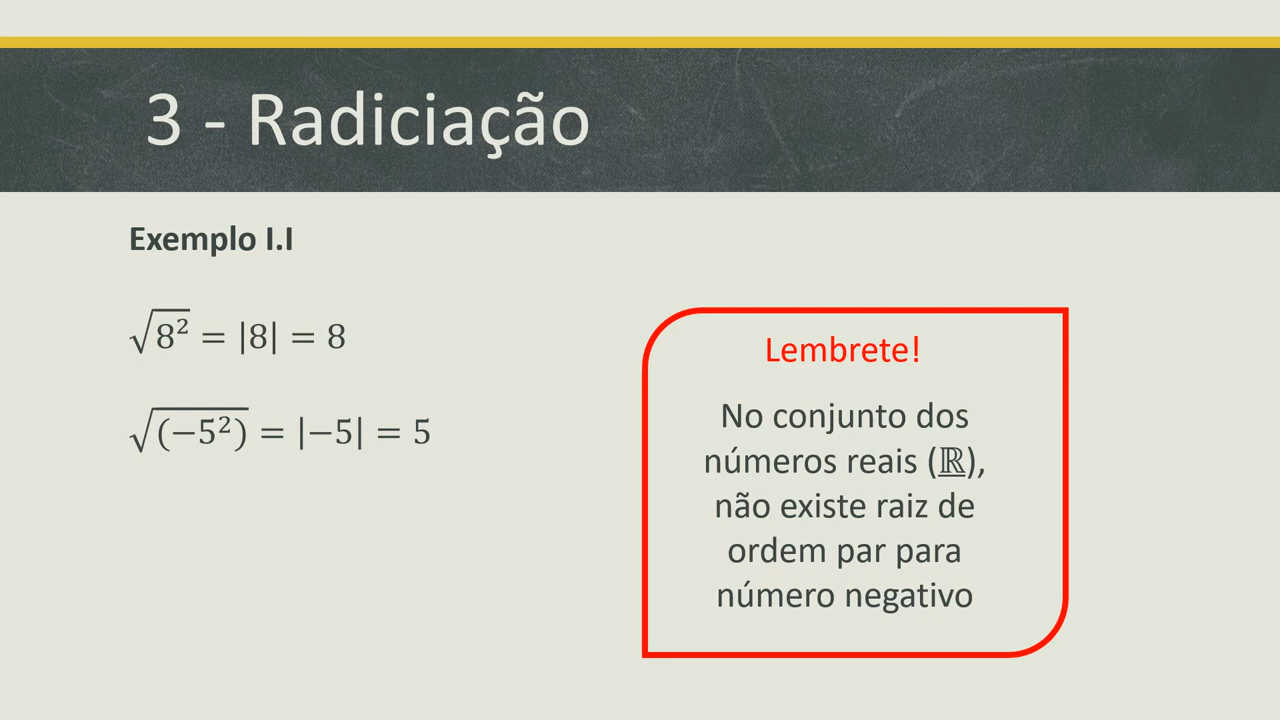 3 - Radiciação
Exemplo I.I
√8² = |8| = 8
√(−5²) = |−5| = 5
Lembrete!
No conjunto dos
números reais (ℝ),
não existe raiz de
ordem par para
número negativo